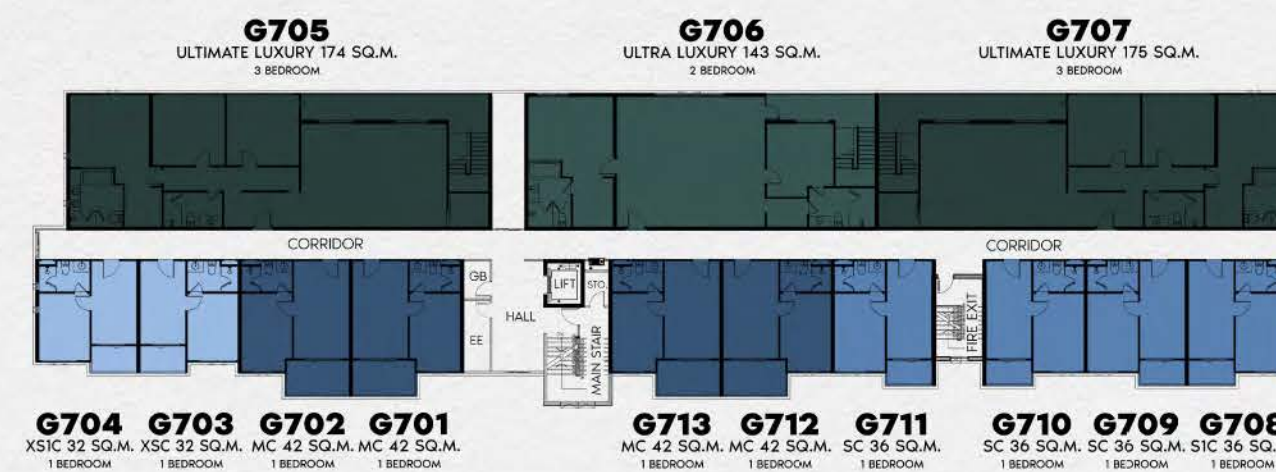 G705
ULTIMATE LUXURY 174 SQ.M.
3 BEDROOM
G706
ULTRA LUXURY 143 SQ.M.
2 BEDROOM
G707
ULTIMATE LUXURY 175 SQ.M.
3 BEDROOM
CORRIDOR
CORRIDOR
GB
EE
HALL
LIFT
STO.
MAIN STAIR
FIRE EXIT
G704
XS1C 32 SQ.M.
1 BEDROOM
G703
XSC 32 SQ.M.
1 BEDROOM
G702
MC 42 SQ.M.
1 BEDROOM
G701
MC 42 SQ.M.
1 BEDROOM
G713
MC 42 SQ.M.
1 BEDROOM
G712
MC 42 SQ.M.
1 BEDROOM
G711
SC 36 SQ.M.
1 BEDROOM
G710
SC 36 SQ.M.
1 BEDROOM
G709
SC 36 SQ.M.
1 BEDROOM
G708
S1C 36 SQ.
1 BEDROOM